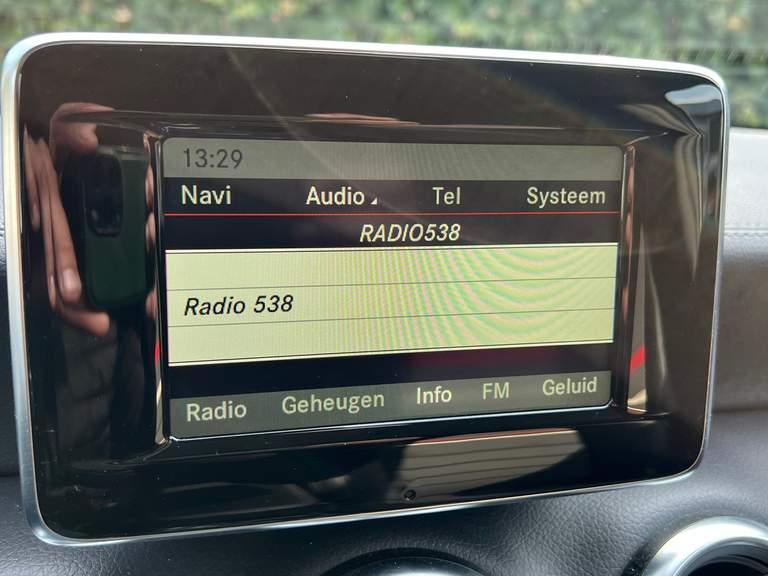 13:29
Navi Audio Tel Systeem
RADIO538
Radio 538
Radio Geheugen Info FM Geluid